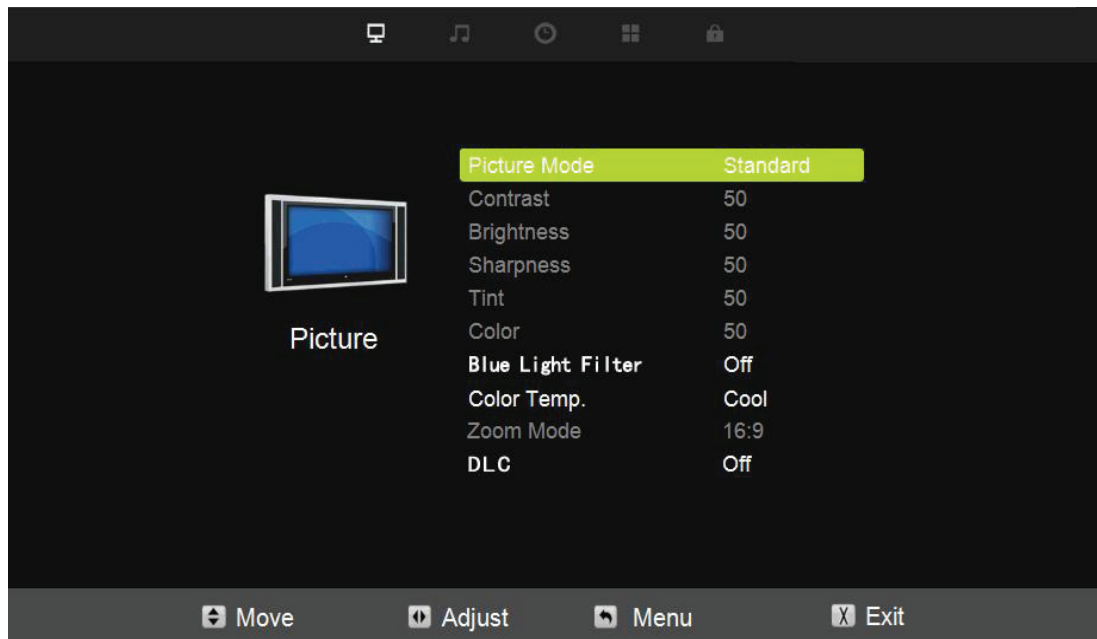 Picture Mode Standard
Contrast 50
Brightness 50
Sharpness 50
Tint 50
Picture
Color 50
Blue Light Filter Off
Color Temp. Cool
Zoom Mode 16:9
DLC Off
Move Adjust Menu X Exit